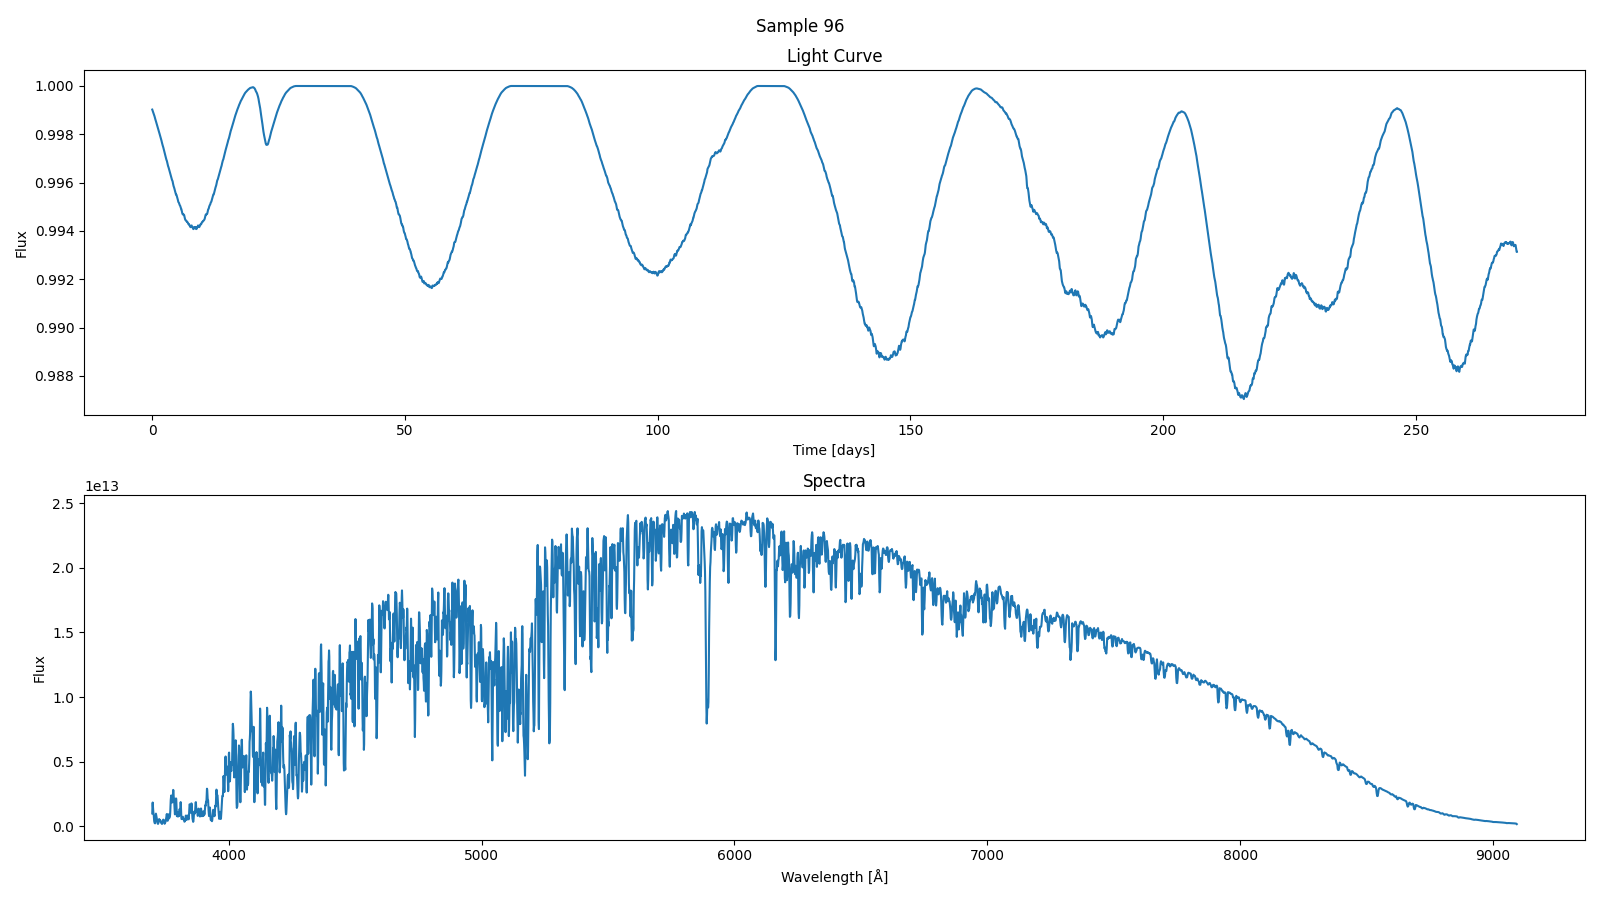 Sample 96
Light Curve
1.000
0.998
0.996
0.994
0.992
0.990
0.988
Flux
0 50 100 150 200 250
Time [days]
Spectra
1e13
2.5
2.0
1.5
1.0
0.5
0.0
Flux
4000 5000 6000 7000 8000 9000
Wavelength [Å]